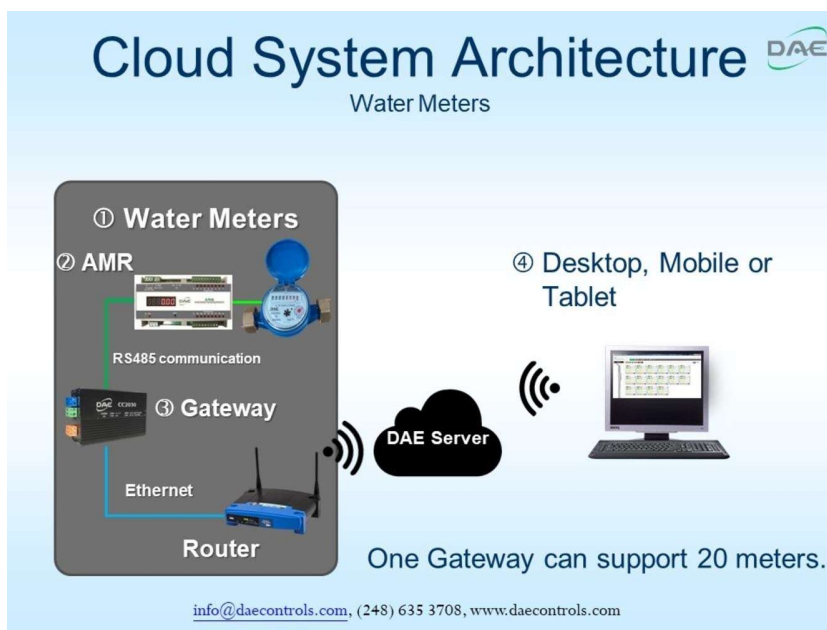 Cloud System Architecture
DAE
Water Meters
① Water Meters
② AMR
RS485 communication
DAE
CC2030
③ Gateway
Ethernet
Router
DAE Server
④ Desktop, Mobile or
Tablet
One Gateway can support 20 meters.
info@daecontrols.com, (248) 635 3708, www.daecontrols.com